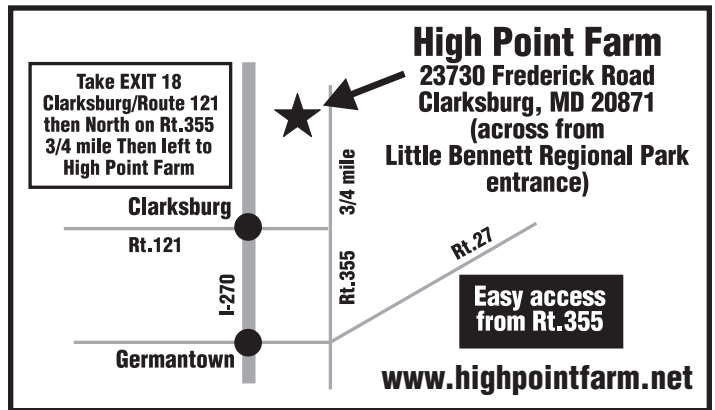 High Point Farm
23730 Frederick Road
Clarksburg, MD 20871
(across from
Little Bennett Regional Park
entrance)
Take EXIT 18
Clarksburg/Route 121
then North on Rt.355
3/4 mile Then left to
High Point Farm
Clarksburg
Rt.121
3/4 mile
Rt.27
I-270
Rt.355
Germantown
Easy access
from Rt.355
www.highpointfarm.net